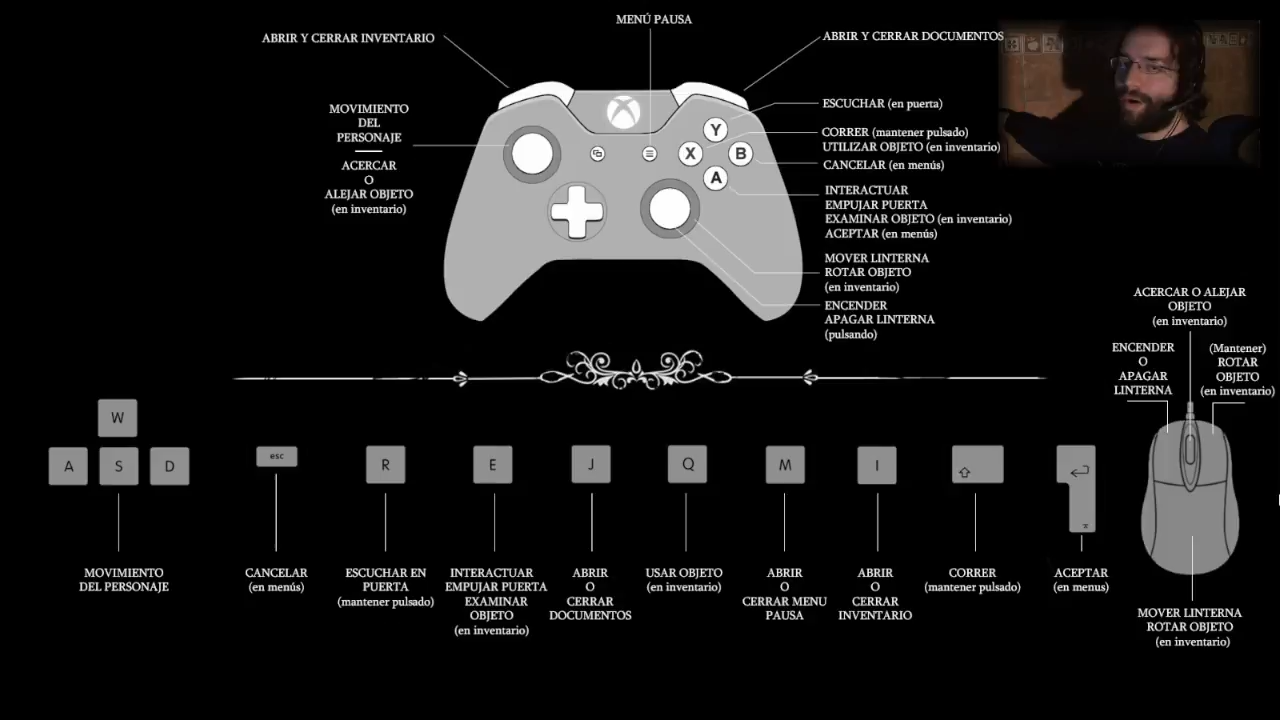 MENÚ PAUSA
ABRIR Y CERRAR INVENTARIO
ABRIR Y CERRAR DOCUMENTOS
MOVIMIENTO
DEL
PERSONAJE
ACERCAR
O
ALEJAR OBJETO
(en inventario)
Y
X
B
A
ESCUCHAR (en puerta)
CORRER (mantener pulsado)
UTILIZAR OBJETO (en inventario)
CANCELAR (en menús)
INTERACTUAR
EMPUJAR PUERTA
EXAMINAR OBJETO (en inventario)
ACEPTAR (en menús)
MOVER LINTERNA
ROTAR OBJETO
(en inventario)
ENCENDER
APAGAR LINTERNA
(pulsando)
ACERCAR O ALEJAR
OBJETO
(en inventario)
ENCENDER
O
APAGAR
LINTERNA
(Mantener)
ROTAR
OBJETO
(en inventario)
W
A S D
esc
R
E
J
Q
M
I
MOVIMIENTO
DEL PERSONAJE
CANCELAR
(en menús)
ESCUCHAR EN
PUERTA
(mantener pulsado)
INTERACTUAR
EMPUJAR PUERTA
EXAMINAR
OBJETO
(en inventario)
ABRIR
O
CERRAR
DOCUMENTOS
USAR OBJETO
(en inventario)
ABRIR
O
CERRAR MENU
PAUSA
ABRIR
O
CERRAR
INVENTARIO
CORRER
(mantener pulsado)
ACEPTAR
(en menus)
MOVER LINTERNA
ROTAR OBJETO
(en inventario)